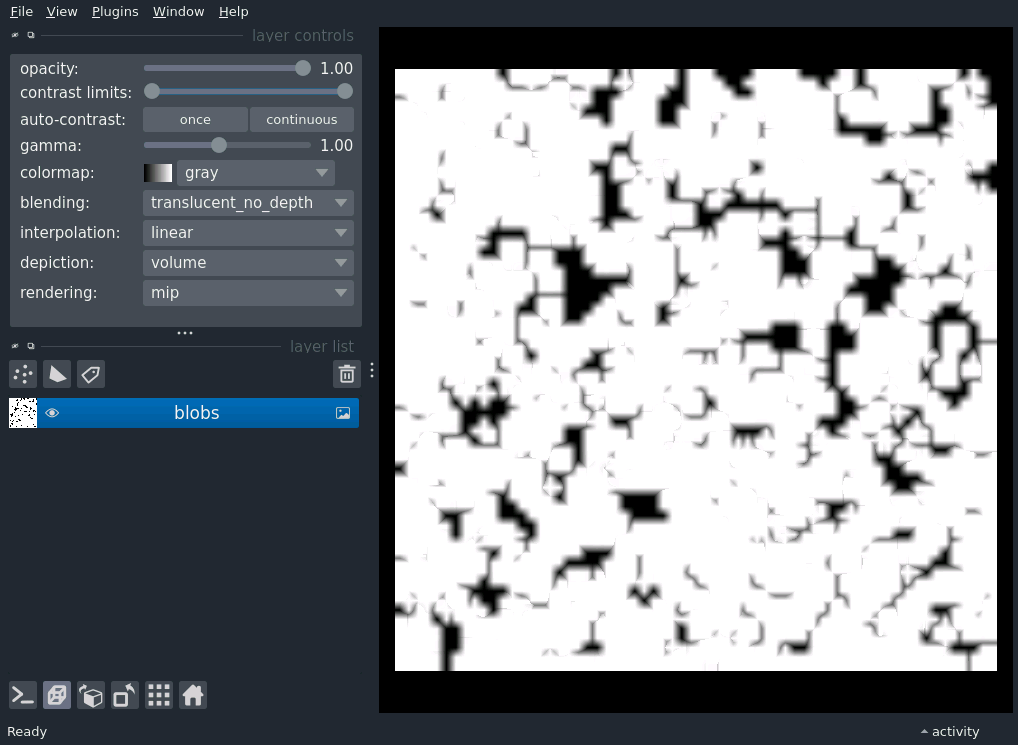 File View Plugins Window Help
layer controls
opacity: 1.00
contrast limits:
auto-contrast: once continuous
gamma: 1.00
colormap: gray
blending: translucent_no_depth
interpolation: linear
depiction: volume
rendering: mip
layer list
blobs
Ready
activity